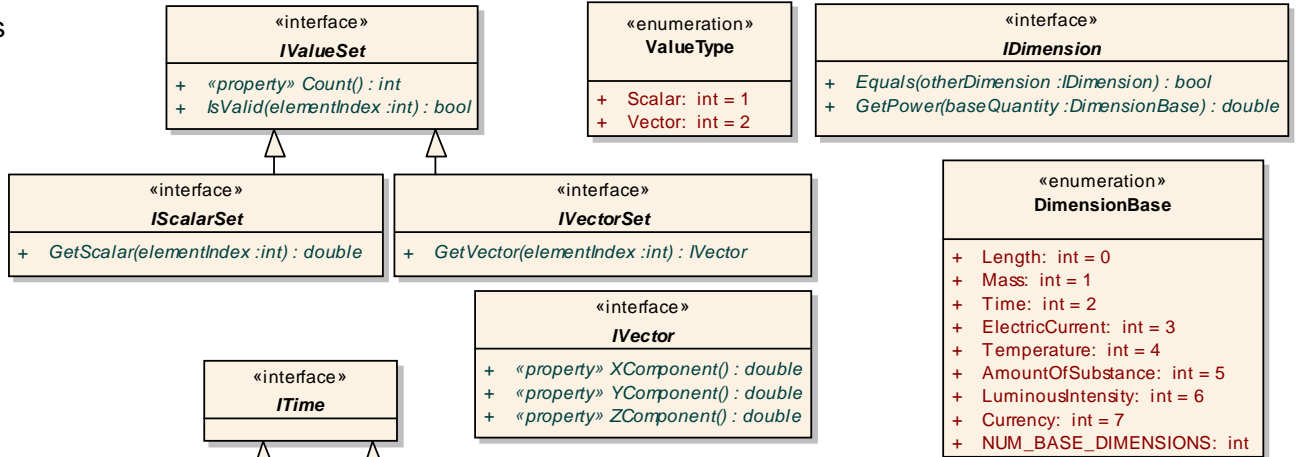 s
«interface»
IValueSet
+ «property» Count() : int
+ IsValid(elementIndex :int) : bool
«enumeration»
ValueType
+ Scalar: int = 1
+ Vector: int = 2
«interface»
IDimension
+ Equals(otherDimension :IDimension) : bool
+ GetPower(baseQuantity :DimensionBase) : double
«interface»
IScalarSet
+ GetScalar(elementIndex :int) : double
«interface»
IVectorSet
+ GetVector(elementIndex :int) : IVector
«enumeration»
DimensionBase
+ Length: int = 0
+ Mass: int = 1
+ Time: int = 2
+ ElectricCurrent: int = 3
+ Temperature: int = 4
+ AmountOfSubstance: int = 5
+ LuminousIntensity: int = 6
+ Currency: int = 7
+ NUM_BASE_DIMENSIONS: int
«interface»
IVector
+ «property» XComponent() : double
+ «property» YComponent() : double
+ «property» ZComponent() : double
«interface»
ITime